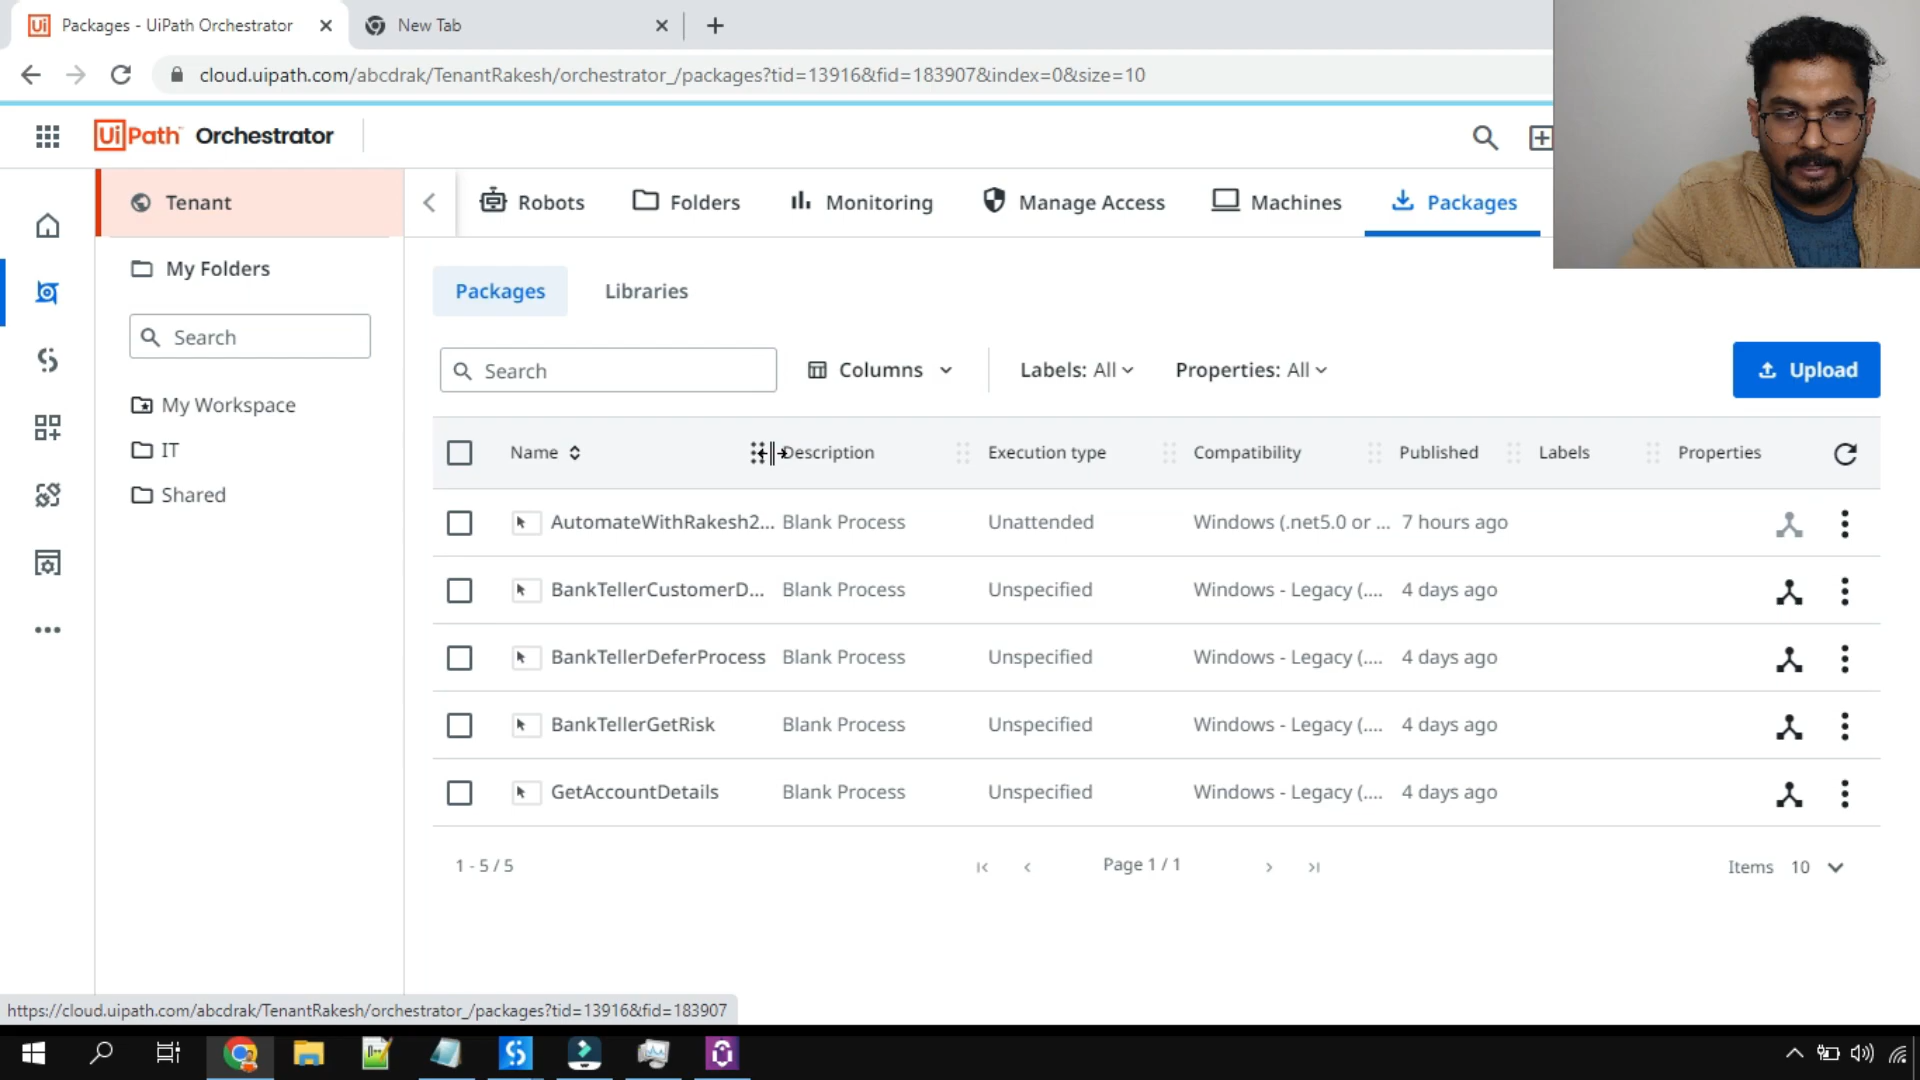 Packages - UiPath Orchestrator
New Tab
cloud.uipath.com/abcdrak/TenantRakesh/orchestrator_/packages?tid=13916&fid=183907&index=0&size=10
UiPath Orchestrator
Tenant
Robots
Folders
Monitoring
Manage Access
Machines
Packages
My Folders
Search
My Workspace
IT
Shared
Packages
Libraries
Search
Columns
Labels: All
Properties: All
Upload
Name
Description
Execution type
Compatibility
Published
Labels
Properties
AutomateWithRakesh2... Blank Process Unattended Windows (.net5.0 or ... 7 hours ago
BankTellerCustomerD... Blank Process Unspecified Windows - Legacy (.... 4 days ago
BankTellerDeferProcess Blank Process Unspecified Windows - Legacy (.... 4 days ago
BankTellerGetRisk Blank Process Unspecified Windows - Legacy (.... 4 days ago
GetAccountDetails Blank Process Unspecified Windows - Legacy (.... 4 days ago
1 - 5 / 5
Page 1 / 1
Items 10
https://cloud.uipath.com/abcdrak/TenantRakesh/orchestrator_/packages?tid=13916&fid=183907